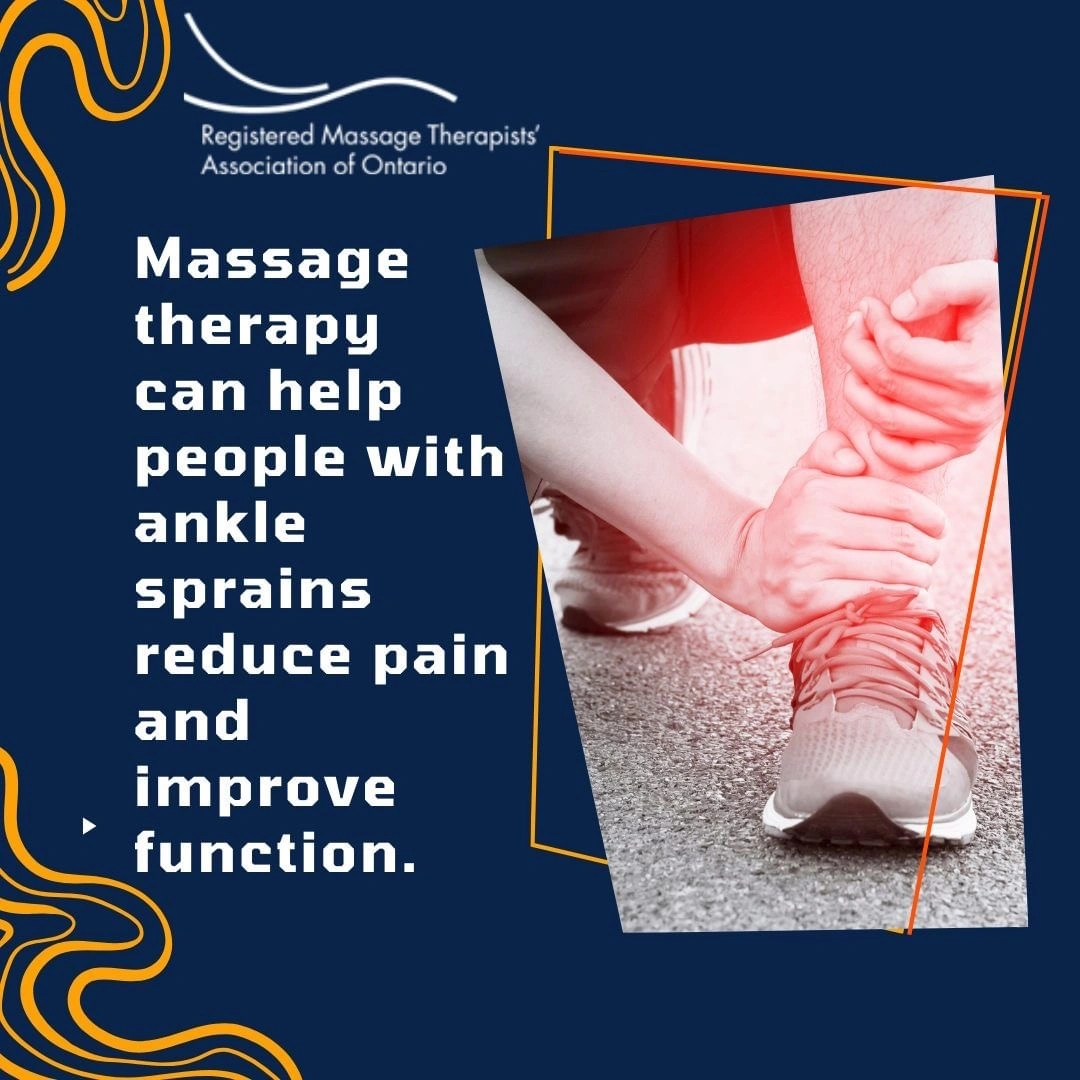 Registered Massage Therapists'
Association of Ontario
Massage
therapy
can help
people with
ankle
sprains
reduce pain
and
improve
function.